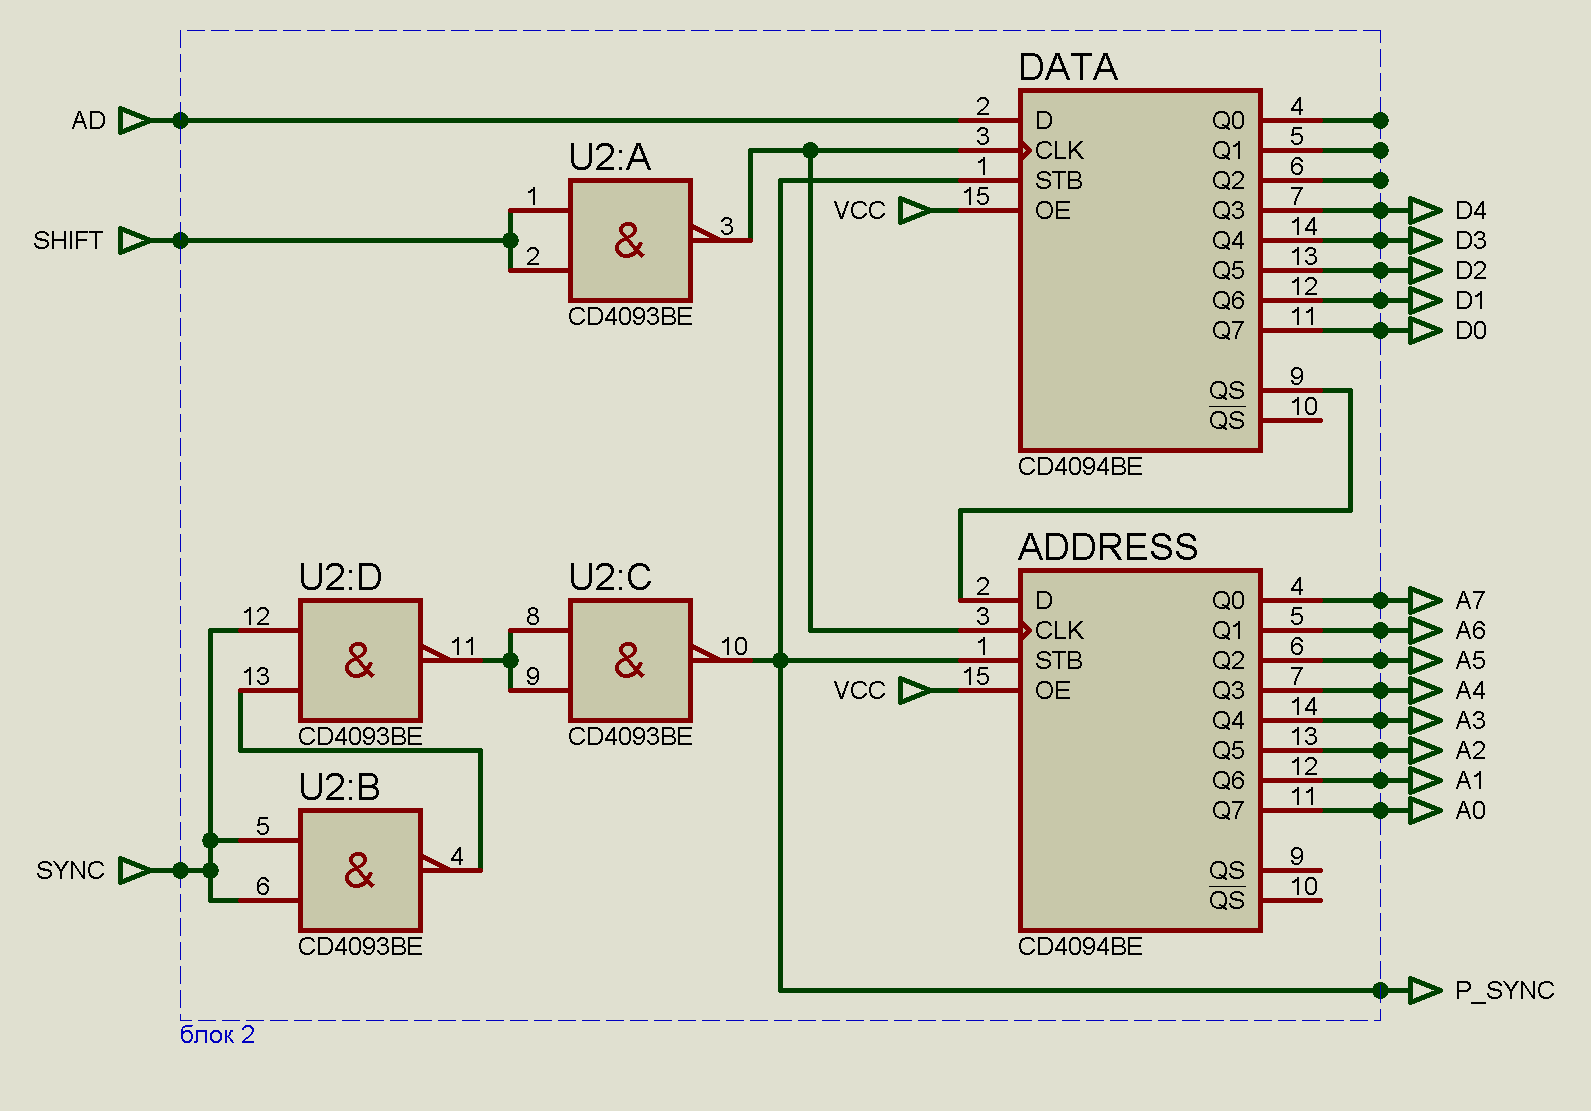 DATA
AD
2
D
Q0
4
3
CLK
Q1
5
U2:A
1
STB
Q2
6
1
VCC
15
OE
Q3
7
D4
SHIFT
&
3
Q4
14
D3
2
Q5
13
D2
CD4093BE
Q6
12
D1
Q7
11
D0
QS
9
QS
10
CD4094BE
ADDRESS
U2:D
U2:C
2
D
Q0
4
A7
12
8
3
CLK
Q1
5
A6
&
11
&
10
1
STB
Q2
6
A5
13
9
VCC
15
OE
Q3
7
A4
CD4093BE
CD4093BE
Q4
14
A3
U2:B
Q5
13
A2
Q6
12
A1
5
Q7
11
A0
SYNC
&
4
QS
9
6
QS
10
CD4093BE
CD4094BE
P_SYNC
блок 2